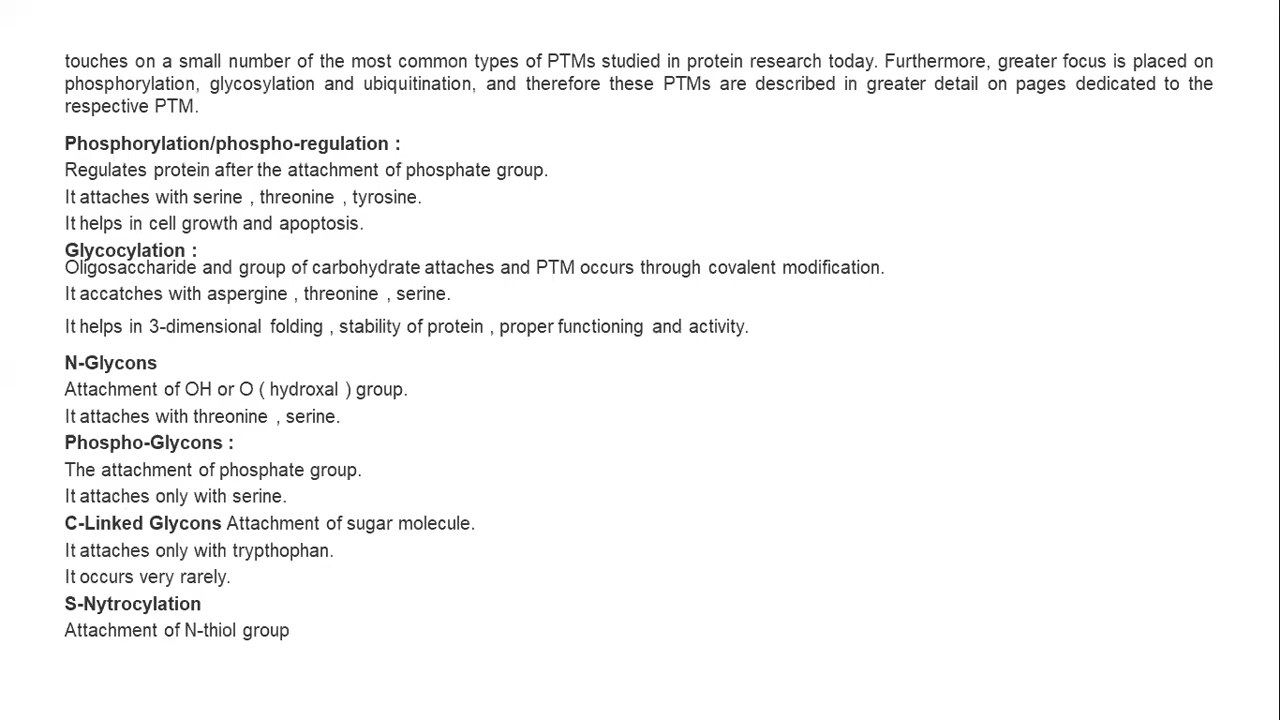 touches on a small number of the most common types of PTMs studied in protein research today. Furthermore, greater focus is placed on
phosphorylation, glycosylation and ubiquitination, and therefore these PTMs are described in greater detail on pages dedicated to the
respective PTM.
Phosphorylation/phospho-regulation :
Regulates protein after the attachment of phosphate group.
It attaches with serine , threonine , tyrosine.
It helps in cell growth and apoptosis.
Glycocylation :
Oligosaccharide and group of carbohydrate attaches and PTM occurs through covalent modification.
It accatches with aspergine , threonine , serine.
It helps in 3-dimensional folding , stability of protein , proper functioning and activity.
N-Glycons
Attachment of OH or O ( hydroxal ) group.
It attaches with threonine , serine.
Phospho-Glycons :
The attachment of phosphate group.
It attaches only with serine.
C-Linked Glycons Attachment of sugar molecule.
It attaches only with trypthophan.
It occurs very rarely.
S-Nytrocylation
Attachment of N-thiol group